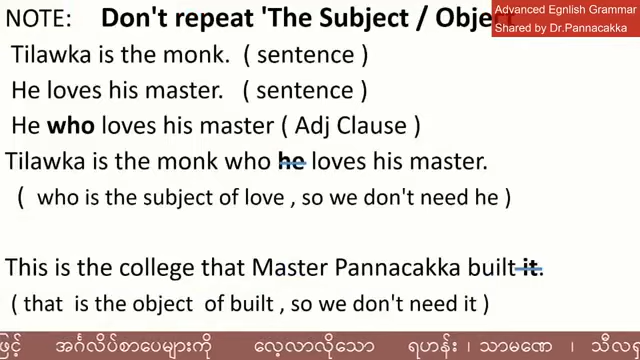 NOTE: Don't repeat 'The Subject / Object
Advanced Egnlish Grammar
Shared by Dr.Pannacakka
Tilawka is the monk. ( sentence )
He loves his master. ( sentence )
He who loves his master ( Adj Clause )
Tilawka is the monk who he loves his master.
( who is the subject of love , so we don't need he )
This is the college that Master Pannacakka built it.
( that is the object of built , so we don't need it )
ဖြင့် အင်္ဂလိပ်စာပေများကို လေ့လာလိုသော ရဟန်း ၊ သာမဏေ ၊ သီလရ